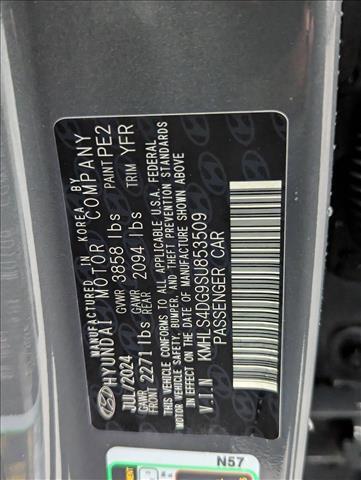 MANUFACTURED IN KOREA BY
HYUNDAI MOTOR COMPANY
JUL/2024 GVWR 3858 lbs PAINT PE2
GAWR FRONT 2271 lbs GAWR REAR 2094 lbs TRIM YFR
THIS VEHICLE CONFORMS TO ALL APPLICABLE U.S.A. FEDERAL
MOTOR VEHICLE SAFETY, BUMPER, AND THEFT PREVENTION STANDARDS
IN EFFECT ON THE DATE OF MANUFACTURE SHOWN ABOVE
V.I.N KMHLS4DG9SU853509
PASSENGER CAR
N57